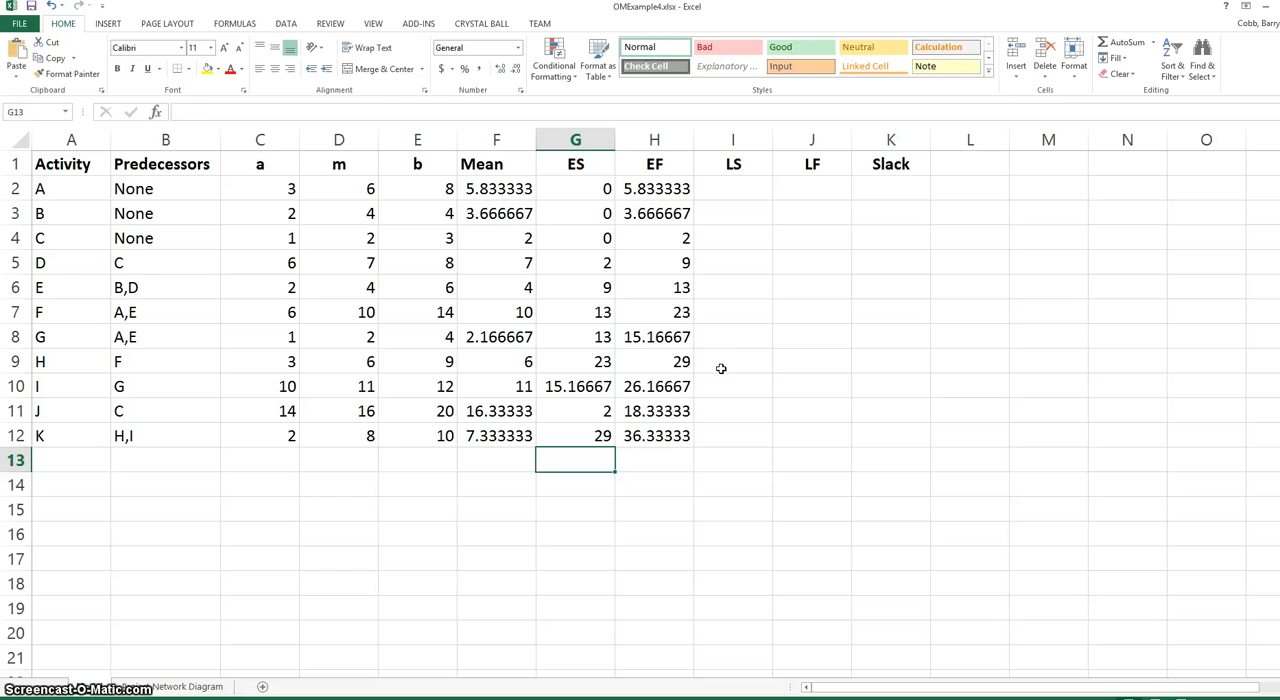 OMExample4.xlsx - Excel
FILE HOME INSERT PAGE LAYOUT FORMULAS DATA REVIEW VIEW ADD-INS CRYSTAL BALL TEAM Cobb, Barry
Cut
Copy
Format Painter
Paste
Clipboard
Calibri 11
B I U
Font
Wrap Text
Merge & Center
Alignment
General
$ % ,
Number
Conditional Formatting
Format as Table
Normal Bad Good Neutral Calculation
Check Cell Explanatory ... Input Linked Cell Note
Styles
Insert Delete Format
Cells
AutoSum
Fill
Clear
Sort & Filter
Find & Select
Editing
G13 fx
A B C D E F G H I J K L M N O
1 Activity Predecessors a m b Mean ES EF LS LF Slack
2 A None 3 6 8 5.833333 0 5.833333
3 B None 2 4 4 3.666667 0 3.666667
4 C None 1 2 3 2 0 2
5 D C 6 7 8 7 2 9
6 E B,D 2 4 6 4 9 13
7 F A,E 6 10 14 10 13 23
8 G A,E 1 2 4 2.166667 13 15.16667
9 H F 3 6 9 6 23 29
10 I G 10 11 12 11 15.16667 26.16667
11 J C 14 16 20 16.33333 2 18.33333
12 K H,I 2 8 10 7.333333 29 36.33333
13
14
15
16
17
18
19
20
21
Screencast-O-Matic.com Network Diagram